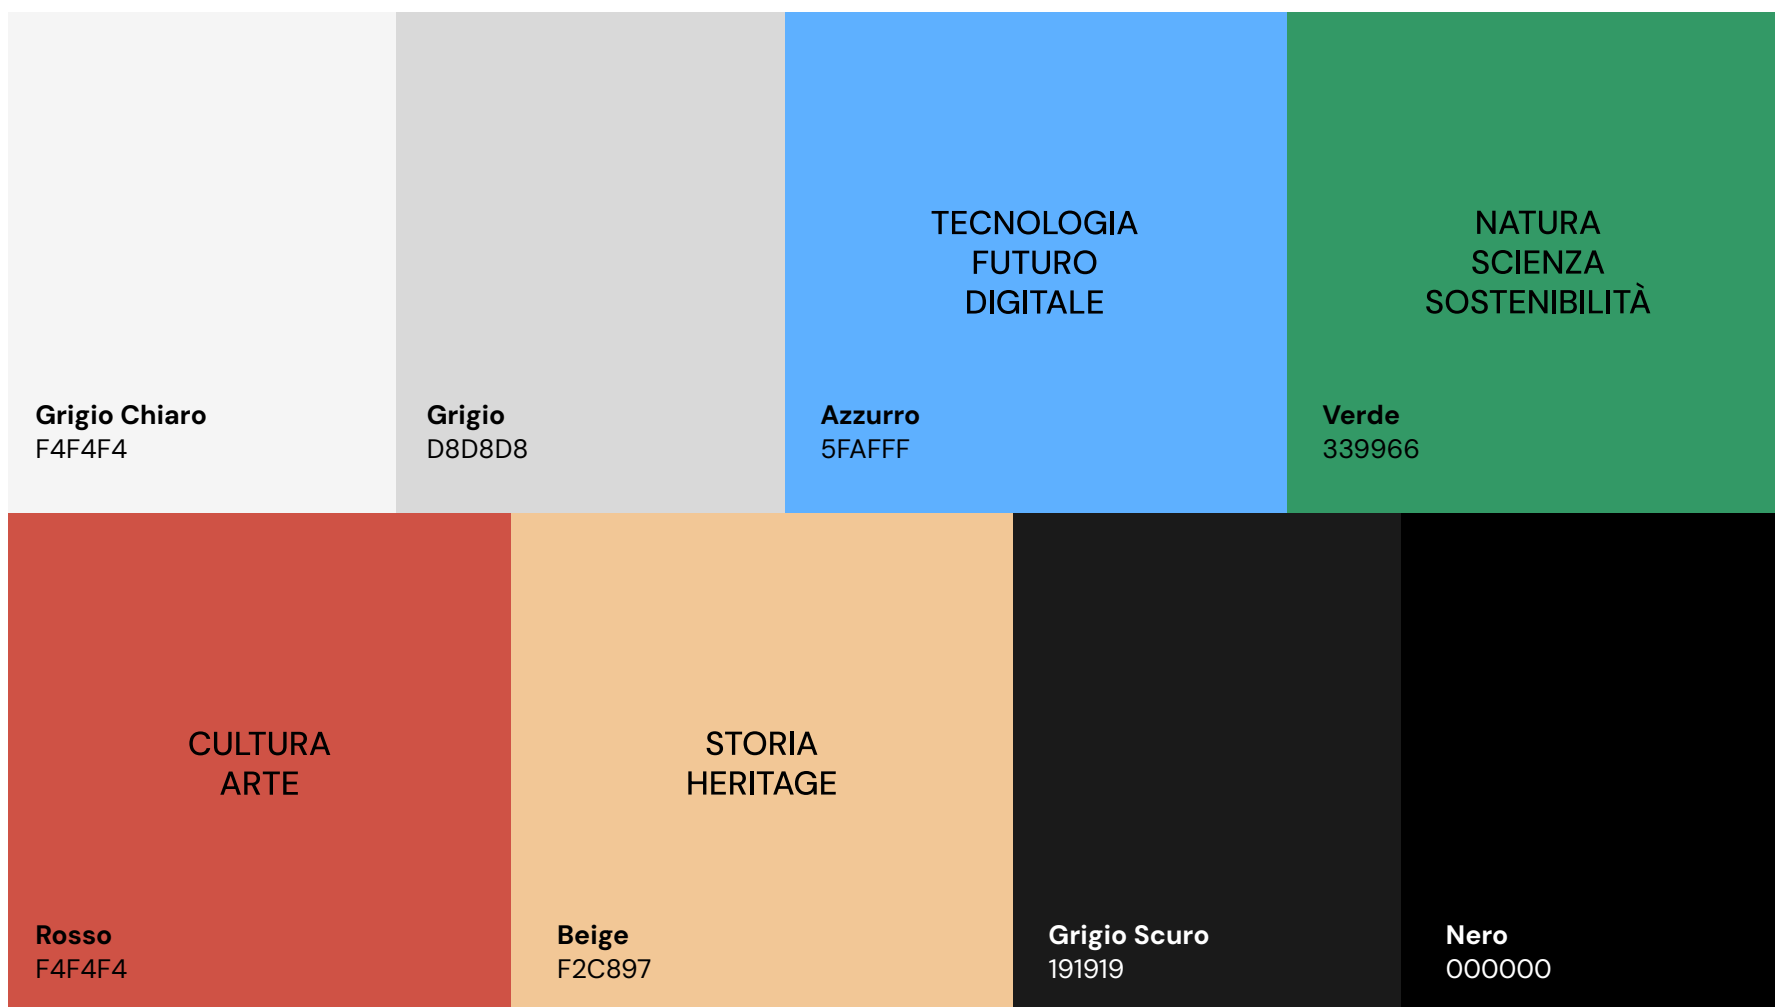 TECNOLOGIA
FUTURO
DIGITALE
NATURA
SCIENZA
SOSTENIBILITÀ
Grigio Chiaro
F4F4F4
Grigio
D8D8D8
Azzurro
5FAFFF
Verde
339966
CULTURA
ARTE
STORIA
HERITAGE
Rosso
F4F4F4
Beige
F2C897
Grigio Scuro
191919
Nero
000000